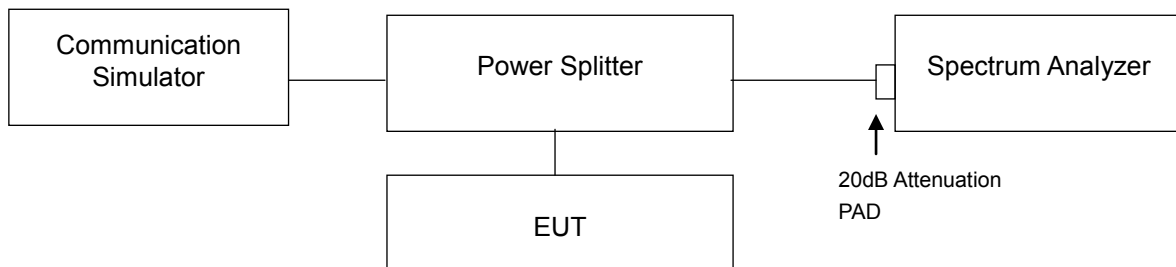 Communication
Simulator
Power Splitter
Spectrum Analyzer
20dB Attenuation
PAD
EUT